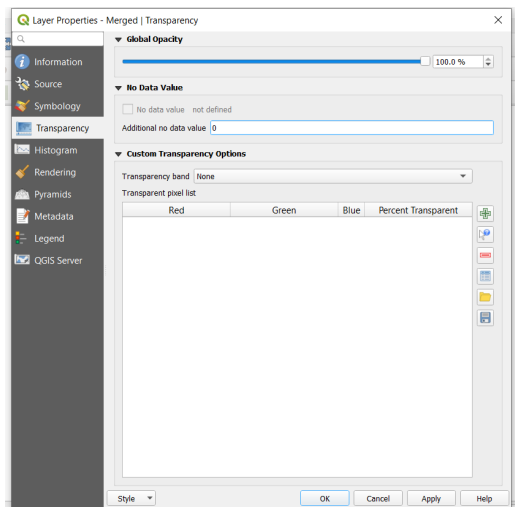 Layer Properties - Merged | Transparency
Information
Source
Symbology
Transparency
Histogram
Rendering
Pyramids
Metadata
Legend
QGIS Server
Global Opacity
100.0 %
No Data Value
No data value not defined
Additional no data value 0
Custom Transparency Options
Transparency band None
Transparent pixel list
Red Green Blue Percent Transparent
Style OK Cancel Apply Help